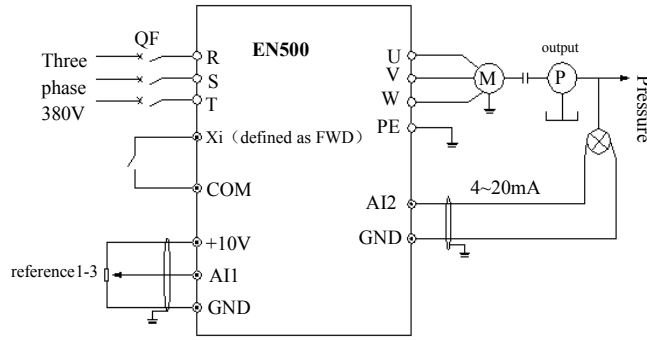 QF
EN500
output
Three
phase
380V
R
S
T
U
V
W
M
P
Pressure
PE
Xi（defined as FWD）
COM
4~20mA
AI2
GND
+10V
reference1-3
AI1
GND